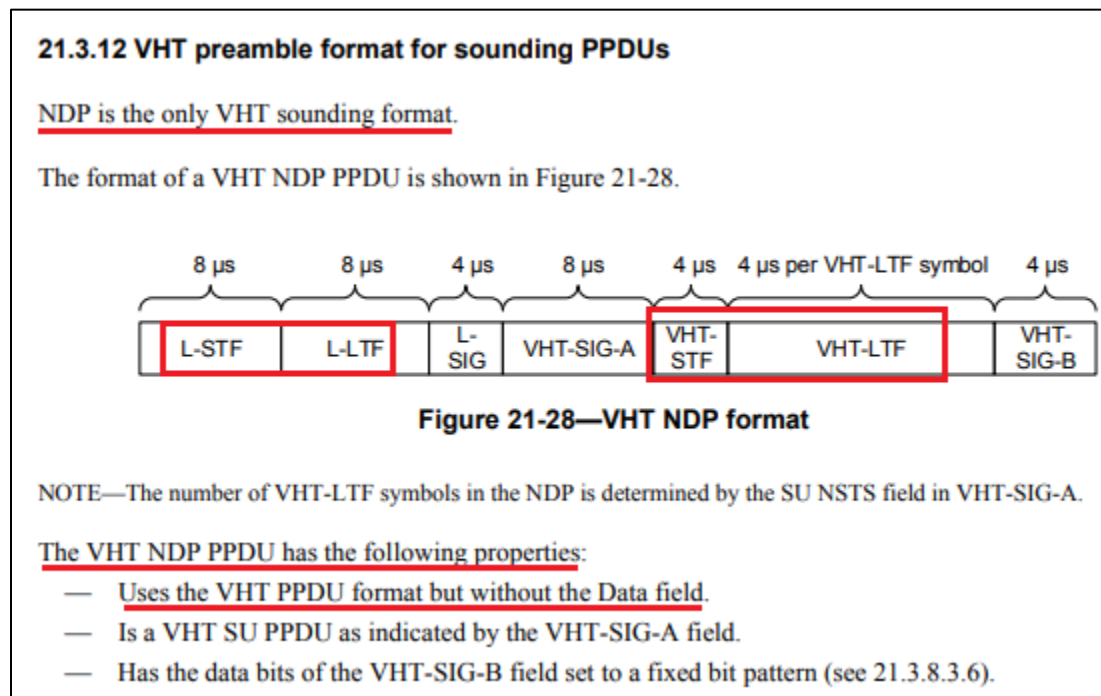 21.3.12 VHT preamble format for sounding PPDUs
NDP is the only VHT sounding format.
The format of a VHT NDP PPDU is shown in Figure 21-28.
8 µs 8 µs 4 µs 8 µs 4 µs 4 µs per VHT-LTF symbol 4 µs
L-STF L-LTF L-SIG VHT-SIG-A VHT-STF VHT-LTF VHT-SIG-B
Figure 21-28—VHT NDP format
NOTE—The number of VHT-LTF symbols in the NDP is determined by the SU NSTS field in VHT-SIG-A.
The VHT NDP PPDU has the following properties:
— Uses the VHT PPDU format but without the Data field.
— Is a VHT SU PPDU as indicated by the VHT-SIG-A field.
— Has the data bits of the VHT-SIG-B field set to a fixed bit pattern (see 21.3.8.3.6).